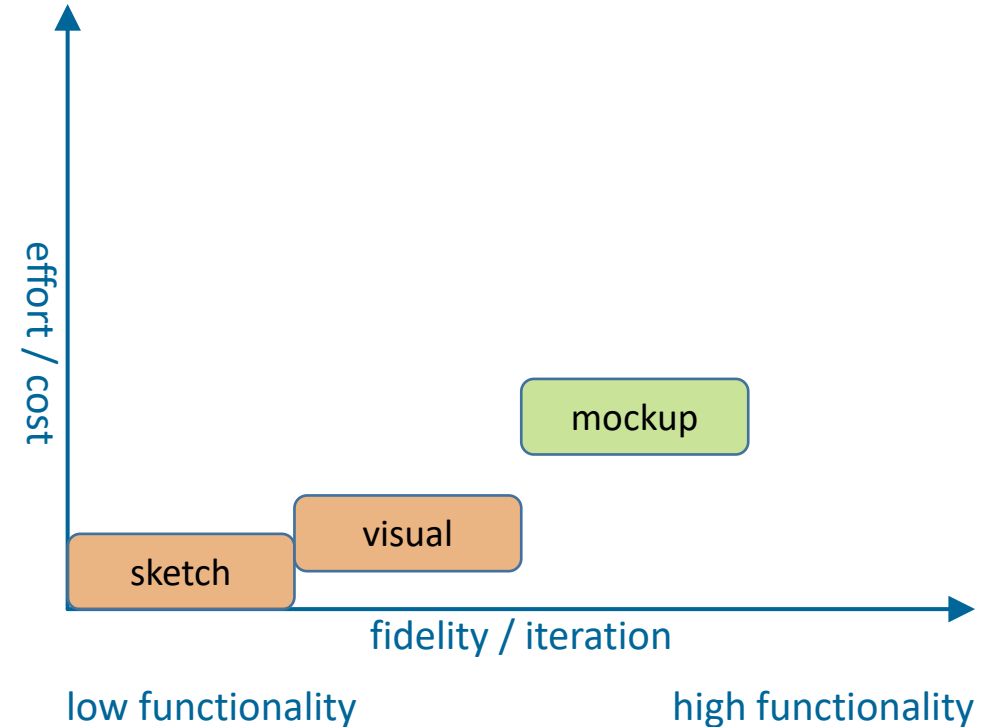 effort / cost
mockup
visual
sketch
fidelity / iteration
low functionality
high functionality